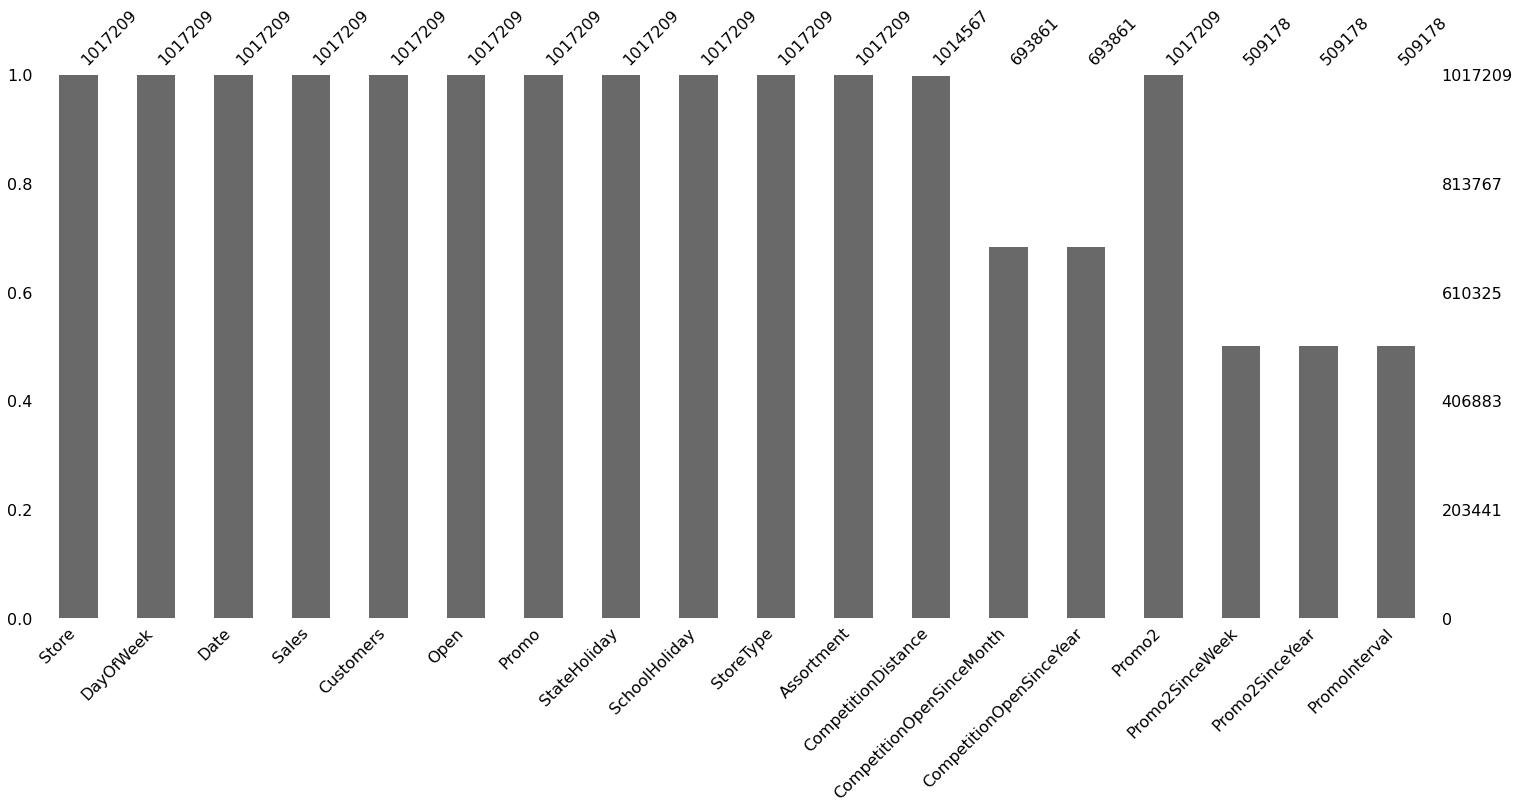 1017209
1017209
1017209
1017209
1017209
1017209
1017209
1017209
1017209
1017209
1017209
1014567
693861
693861
1017209
509178
509178
509178
1.0
1017209
0.8
813767
0.6
610325
0.4
406883
0.2
203441
0.0
0
Store
DayOfWeek
Date
Sales
Customers
Open
Promo
StateHoliday
SchoolHoliday
StoreType
Assortment
CompetitionDistance
CompetitionOpenSinceMonth
CompetitionOpenSinceYear
Promo2
Promo2SinceWeek
Promo2SinceYear
PromoInterval